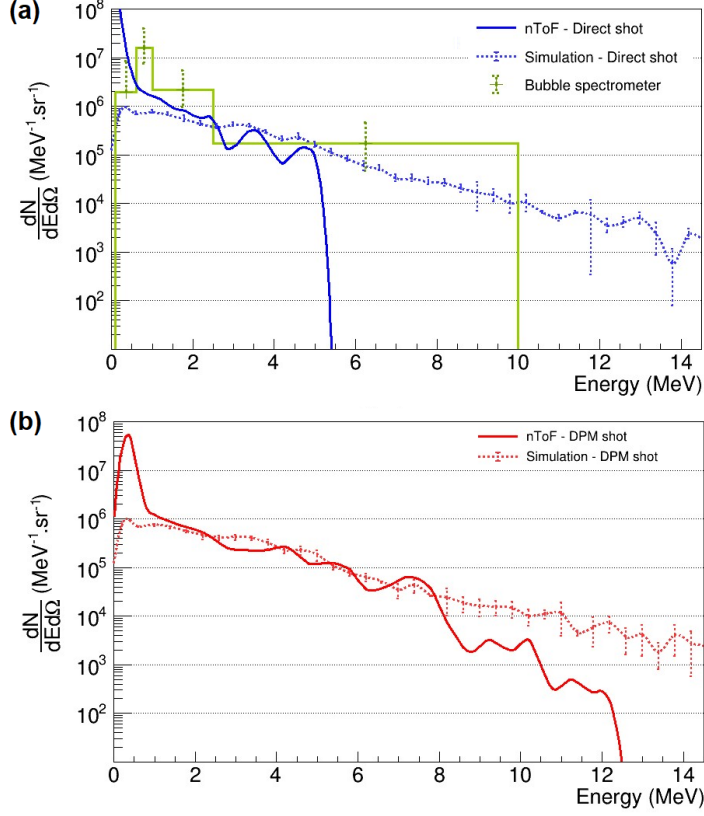 (a)
10^8
10^7
10^6
10^5
10^4
10^3
10^2
dN
dEdΩ
(MeV⁻¹.sr⁻¹)
nToF - Direct shot
Simulation - Direct shot
Bubble spectrometer
0 2 4 6 8 10 12 14
Energy (MeV)
(b)
10^8
10^7
10^6
10^5
10^4
10^3
10^2
dN
dEdΩ
(MeV⁻¹.sr⁻¹)
nToF - DPM shot
Simulation - DPM shot
0 2 4 6 8 10 12 14
Energy (MeV)